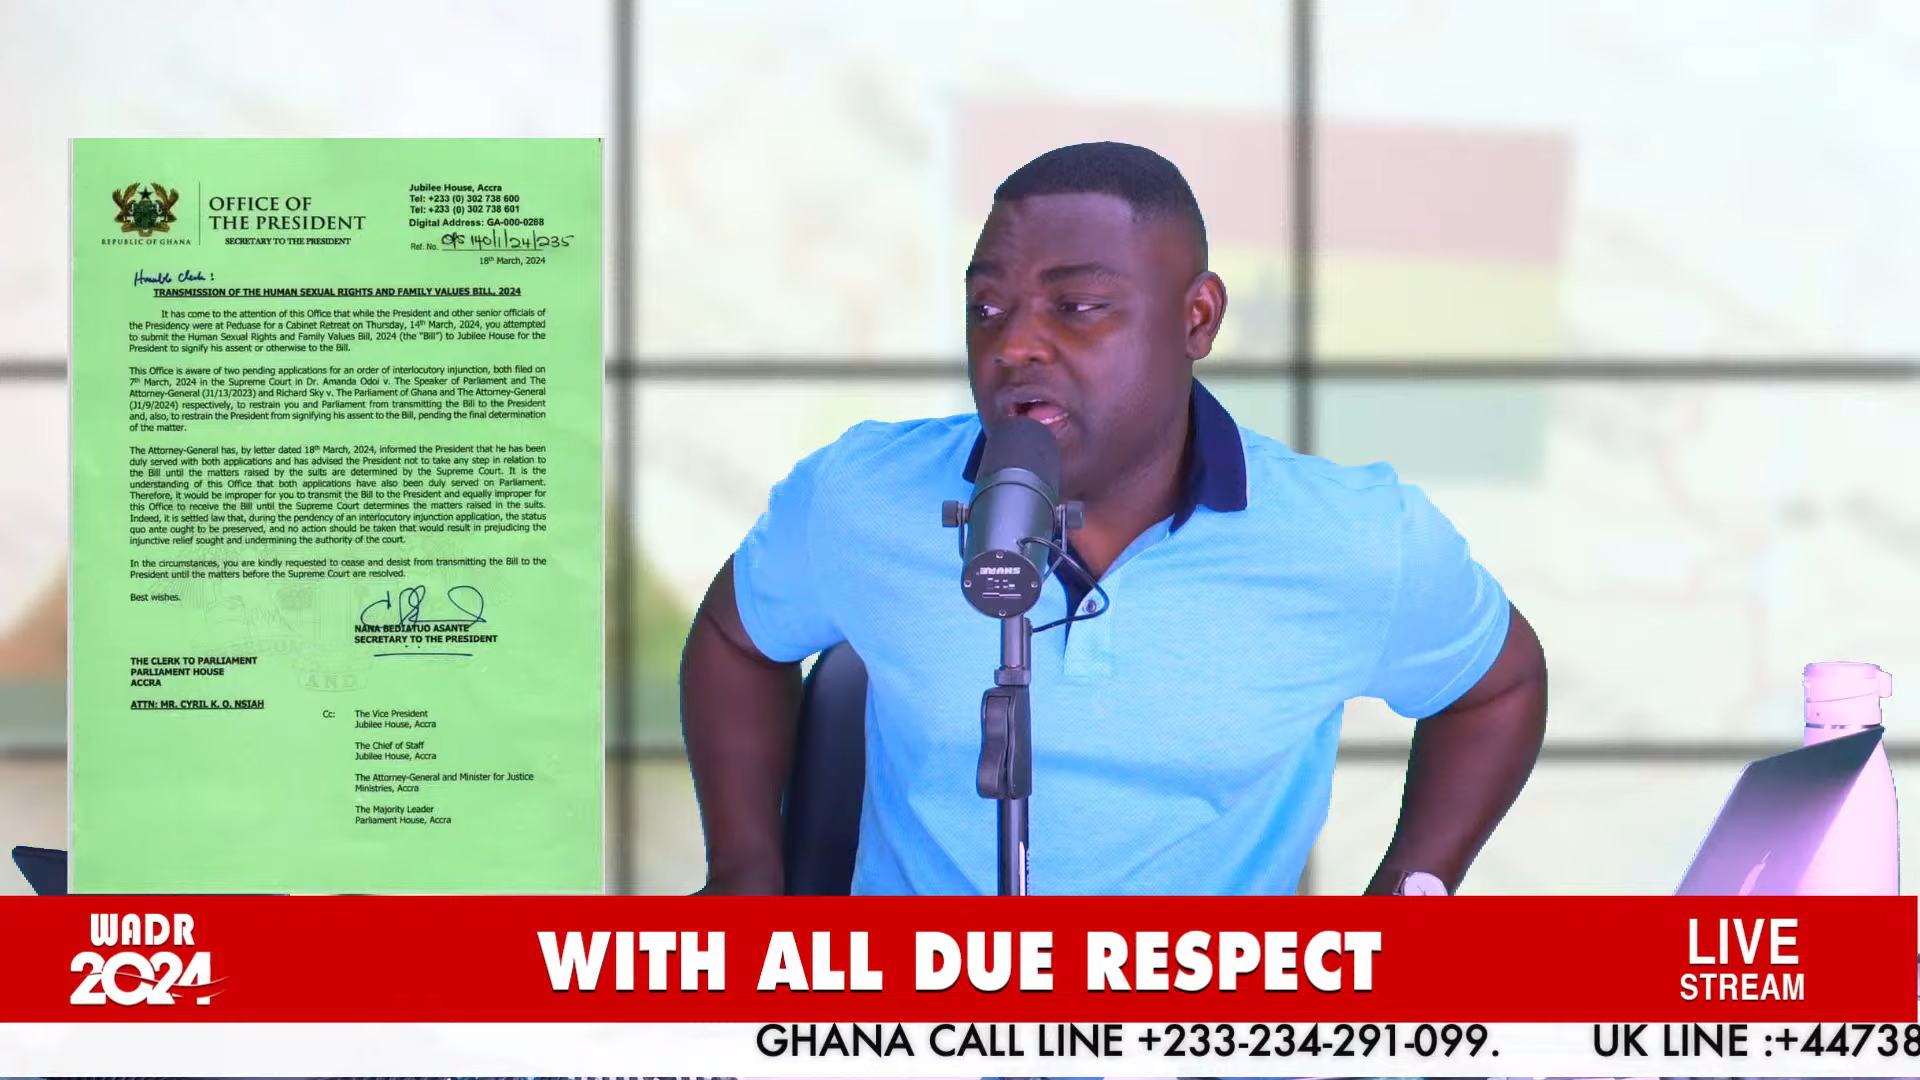 OFFICE OF
THE PRESIDENT
REPUBLIC OF GHANA
SECRETARY TO THE PRESIDENT
Jubilee House, Accra
Tel: +233 (0) 302 738 600
Tel: +233 (0) 302 738 601
Digital Address: GA-000-0288
Ref. No. OPS 140/1/24/235
18th March, 2024
Humble Clerk :
TRANSMISSION OF THE HUMAN SEXUAL RIGHTS AND FAMILY VALUES BILL, 2024
It has come to the attention of this Office that while the President and other senior officials of
the Presidency were at Peduase for a Cabinet Retreat on Thursday, 14th March, 2024, you attempted
to submit the Human Sexual Rights and Family Values Bill, 2024 (the "Bill") to Jubilee House for the
President to signify his assent or otherwise to the Bill.
This Office is aware of two pending applications for an order of interlocutory injunction, both filed on
7th March, 2024 in the Supreme Court in Dr. Amanda Odoi v. The Speaker of Parliament and The
Attorney-General (J1/13/2023) and Richard Sky v. The Parliament of Ghana and The Attorney-General
(J1/9/2024) respectively, to restrain you and Parliament from transmitting the Bill to the President
and, also, to restrain the President from signifying his assent to the Bill, pending the final determination
of the matter.
The Attorney-General has, by letter dated 18th March, 2024, informed the President that he has been
duly served with both applications and has advised the President not to take any step in relation to
the Bill until the matters raised by the suits are determined by the Supreme Court. It is the
understanding of this Office that both applications have also been duly served on Parliament.
Therefore, it would be improper for you to transmit the Bill to the President and equally improper for
this Office to receive the Bill until the Supreme Court determines the matters raised in the suits.
Indeed, it is settled law that, during the pendency of an interlocutory injunction application, the status
quo ante ought to be preserved, and no action should be taken that would result in prejudicing the
injunctive relief sought and undermining the authority of the court.
In the circumstances, you are kindly requested to cease and desist from transmitting the Bill to the
President until the matters before the Supreme Court are resolved.
Best wishes.
NANA BEDIATUO ASANTE
SECRETARY TO THE PRESIDENT
THE CLERK TO PARLIAMENT
PARLIAMENT HOUSE
ACCRA
AND
ATTN: MR. CYRIL K. O. NSIAH
Cc: The Vice President
Jubilee House, Accra
The Chief of Staff
Jubilee House, Accra
The Attorney-General and Minister for Justice
Ministries, Accra
The Majority Leader
Parliament House, Accra
SHURE
WADR
2024
WITH ALL DUE RESPECT
LIVE
STREAM
GHANA CALL LINE +233-234-291-099. UK LINE :+44738